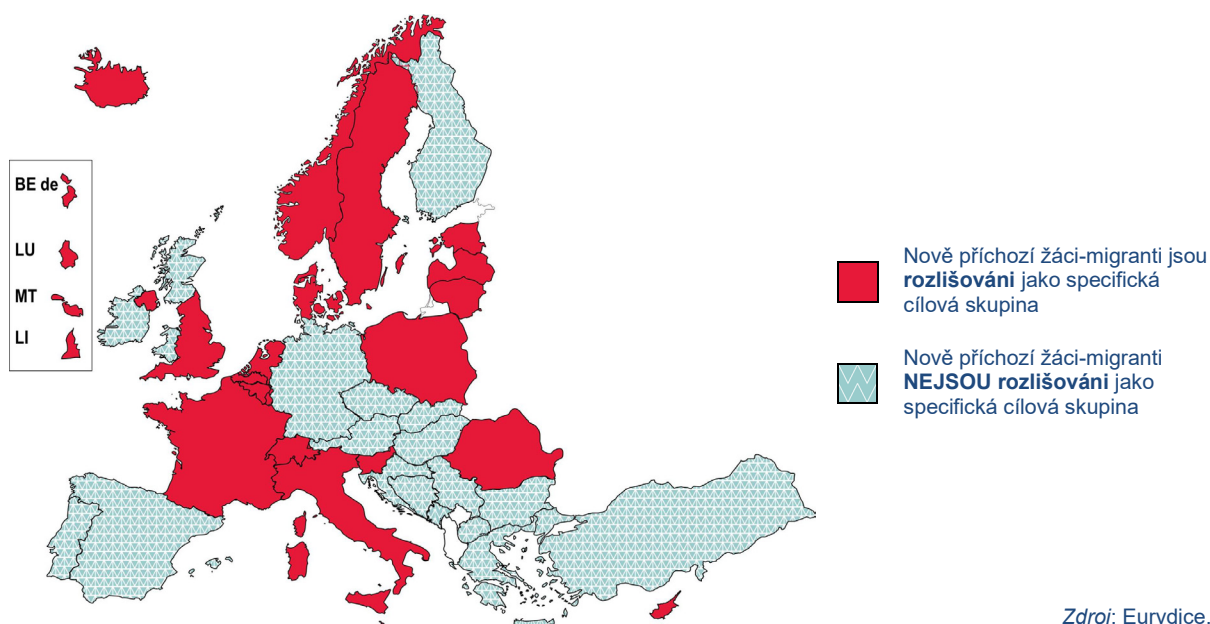 BE de
LU
MT
LI
Nově příchozí žáci-migranti jsou
rozlišováni jako specifická
cílová skupina
Nově příchozí žáci-migranti
NEJSOU rozlišováni jako
specifická cílová skupina
Zdroj: Eurydice.